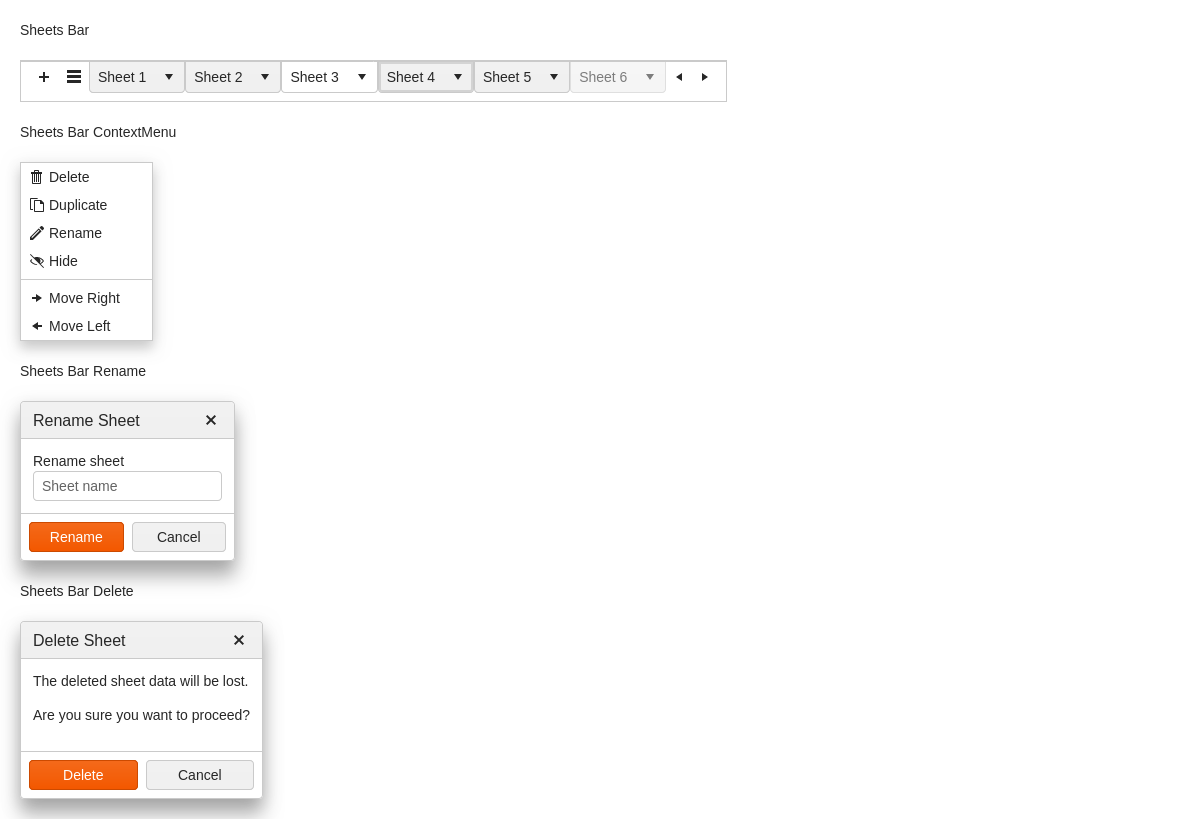 Sheets Bar
Sheet 1 Sheet 2 Sheet 3 Sheet 4 Sheet 5 Sheet 6
Sheets Bar ContextMenu
Delete
Duplicate
Rename
Hide
Move Right
Move Left
Sheets Bar Rename
Rename Sheet
Rename sheet
Sheet name
Rename Cancel
Sheets Bar Delete
Delete Sheet
The deleted sheet data will be lost.
Are you sure you want to proceed?
Delete Cancel